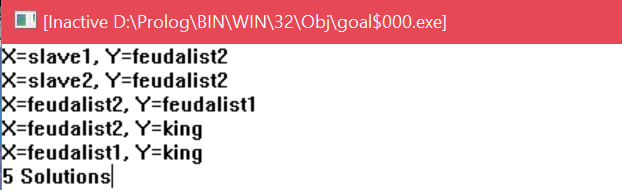 [Inactive D:\Prolog\BIN\WIN\32\Obj\goal$000.exe]
X=slave1, Y=feudalist2
X=slave2, Y=feudalist2
X=feudalist2, Y=feudalist1
X=feudalist2, Y=king
X=feudalist1, Y=king
5 Solutions